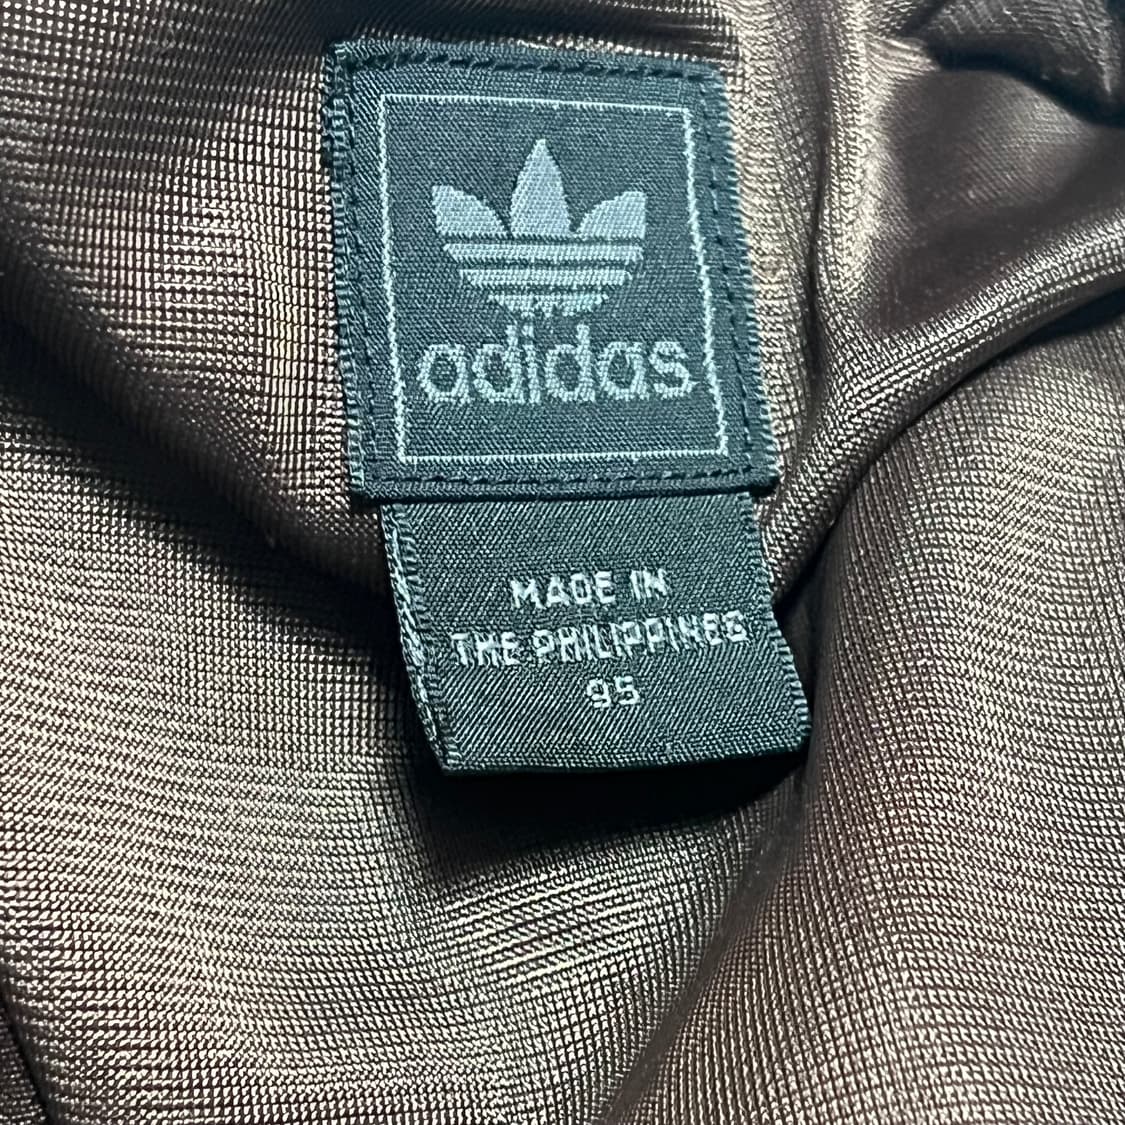 adidas
MADE IN
THE PHILIPPINES
95